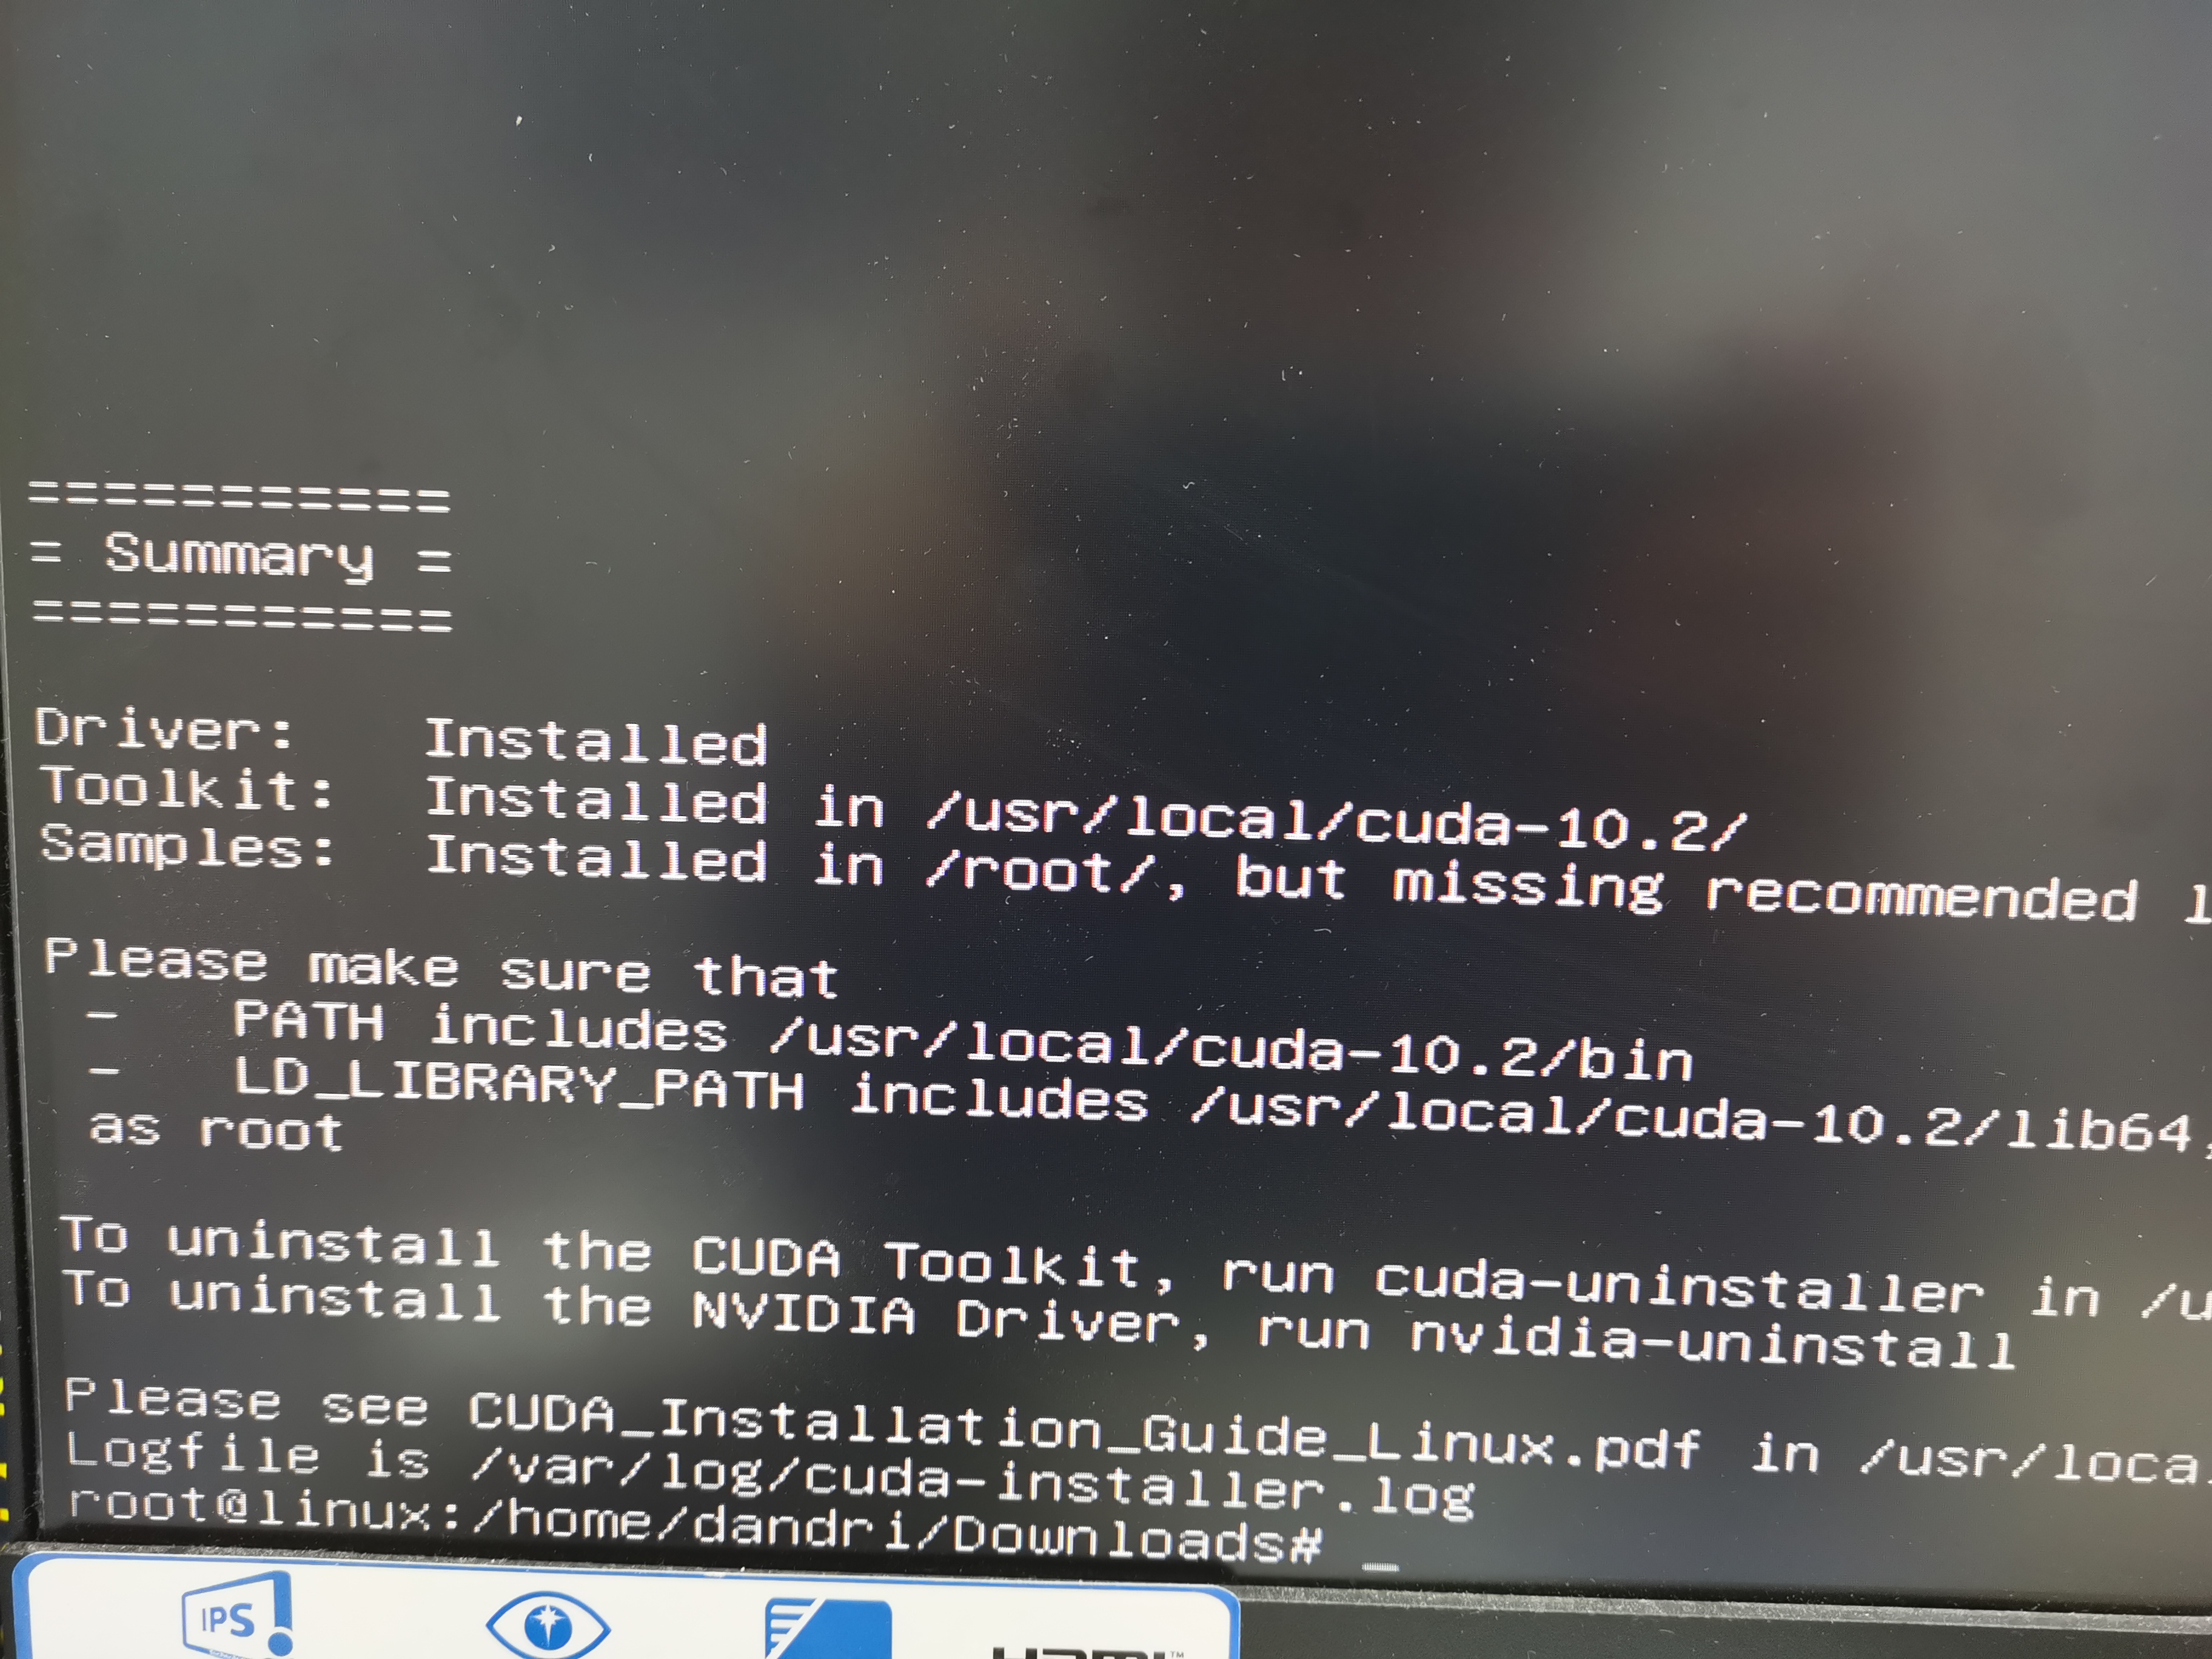 ===========
= Summary =
===========
Driver:   Installed
Toolkit:  Installed in /usr/local/cuda-10.2/
Samples:  Installed in /root/, but missing recommended
Please make sure that
 -   PATH includes /usr/local/cuda-10.2/bin
 -   LD_LIBRARY_PATH includes /usr/local/cuda-10.2/lib64,
 as root
To uninstall the CUDA Toolkit, run cuda-uninstaller in /u
To uninstall the NVIDIA Driver, run nvidia-uninstall
Please see CUDA_Installation_Guide_Linux.pdf in /usr/loca
Logfile is /var/log/cuda-installer.log
root@linux:/home/dandri/Downloads# _
IPS